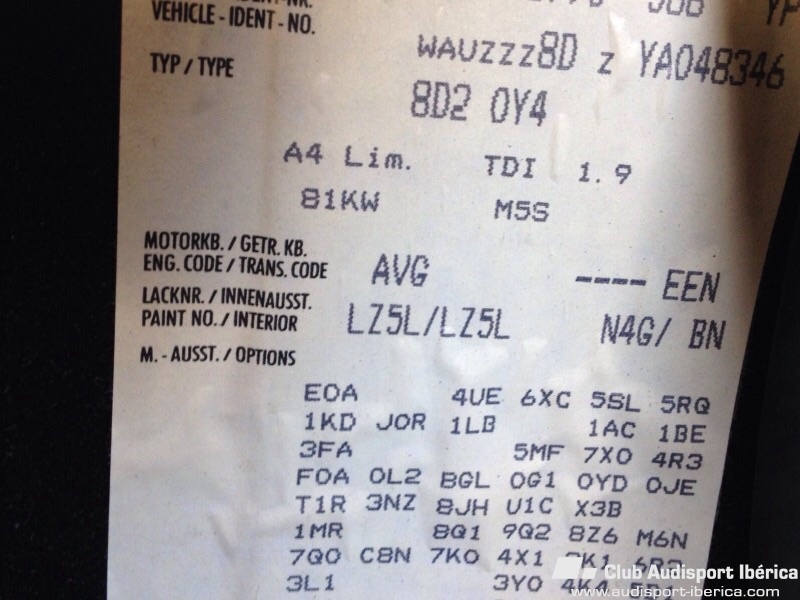 VEHICLE - IDENT - NO.
WAUZZZ8D Z YA048346
TYP / TYPE
8D2 0Y4
A4 Lim. TDI 1.9
81KW M5S
MOTORKB. / GETR. KB.
ENG. CODE / TRANS. CODE
AVG ---- EEN
LACKNR. / INNENAUSST.
PAINT NO. / INTERIOR
LZ5L/LZ5L N4G/ BN
M. - AUSST. / OPTIONS
E0A 4UE 6XC 5SL 5RQ
1KD J0R 1LB 1AC 1BE
3FA 5MF 7X0 4R3
F0A 0L2 BGL 0G1 0YD 0JE
T1R 3NZ 8JH U1C X3B
1MR 8Q1 9Q2 8Z6 M6N
7Q0 C8N 7K0 4X1
3L1 3Y0 4K4
Club Audisport Ibérica
www.audisport-iberica.com